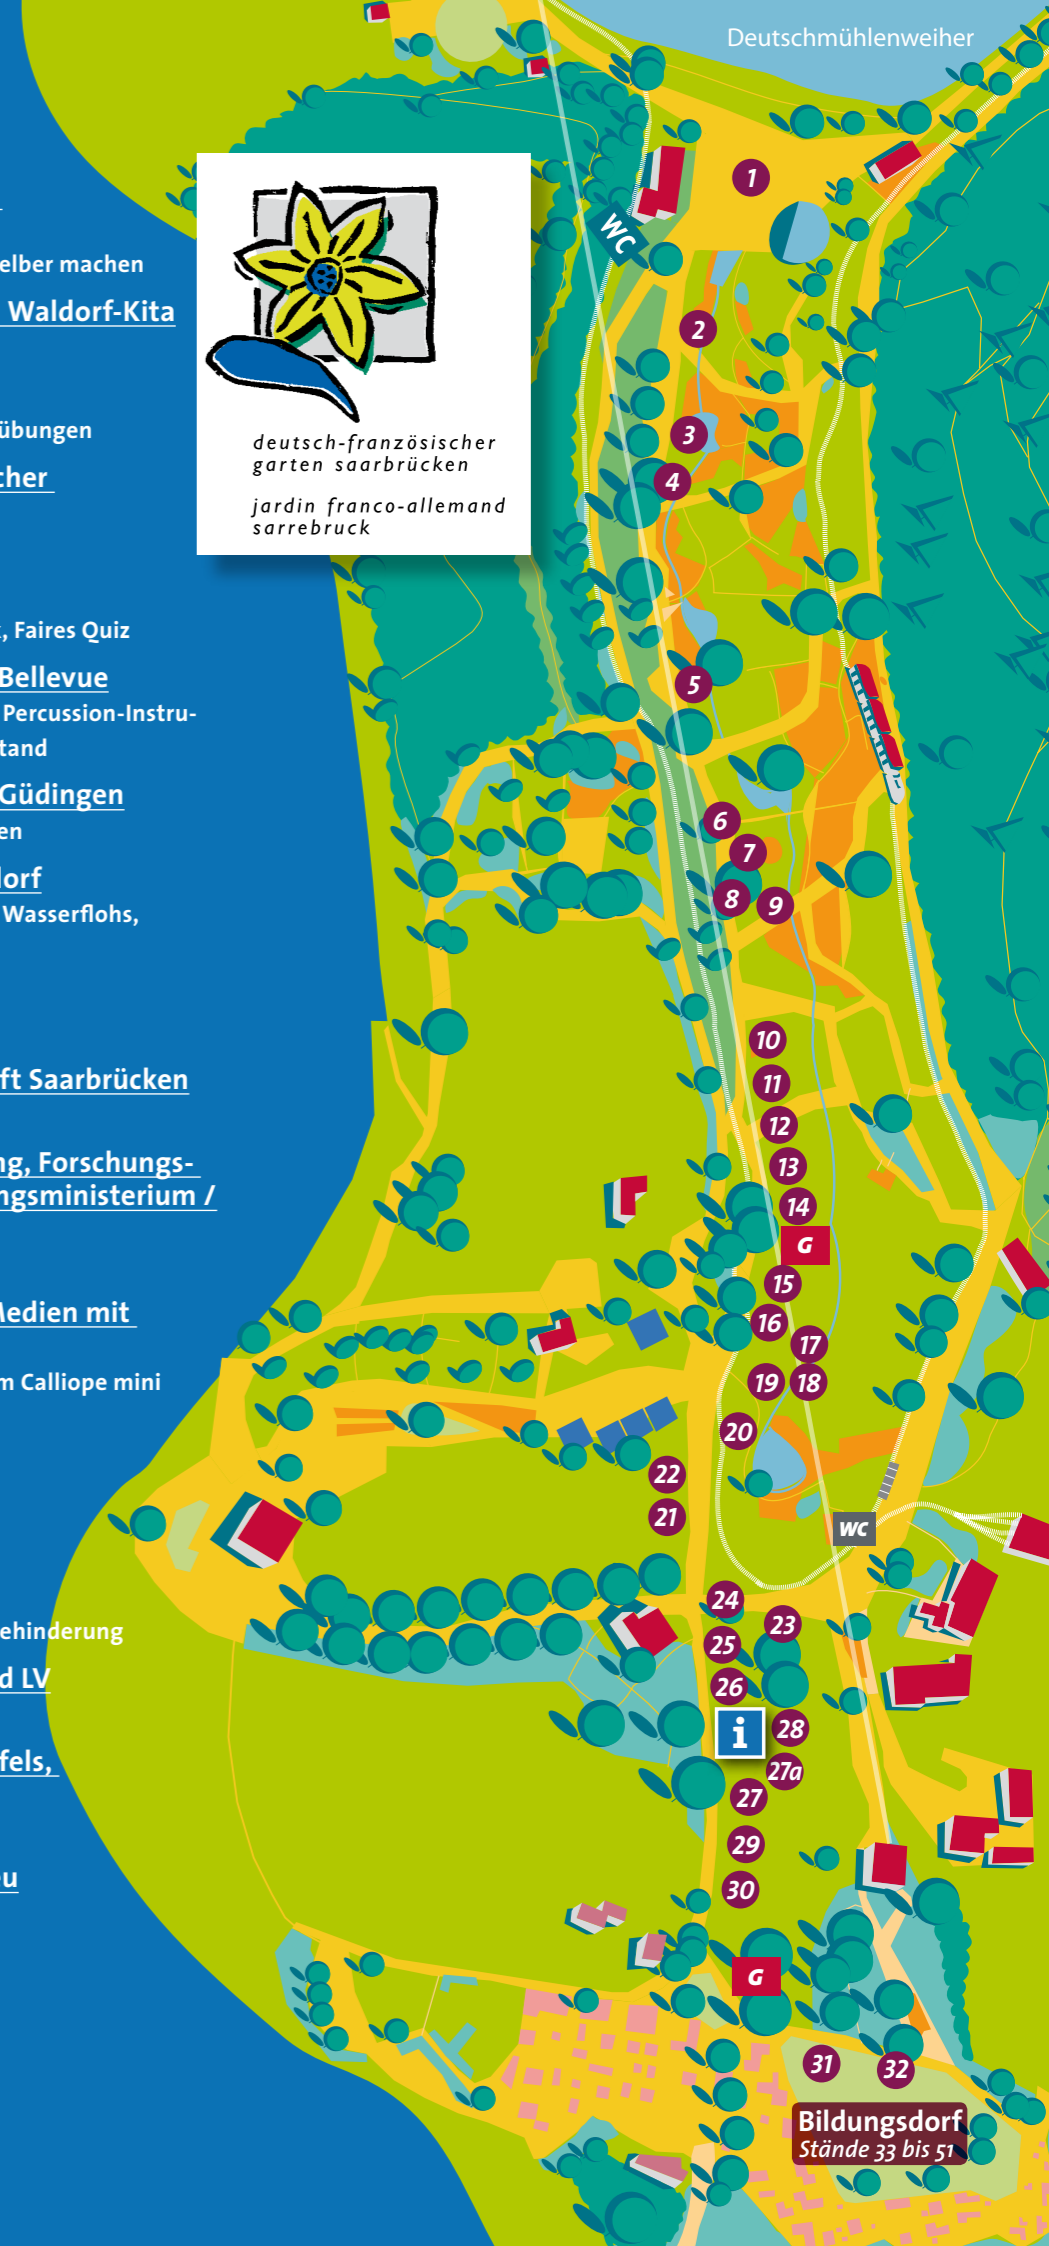 Deutschmühlenweiher
elber machen
Waldorf-Kita
übungen
cher
, Faires Quiz
Bellevue
Percussion-Instru-
tand
Güdingen
en
dorf
Wasserflohs,
ft Saarbrücken
ng, Forschungs-
ngsministerium /
Medien mit
m Calliope mini
ehinderung
d LV
fels,
eu
deutsch-französischer
garten saarbrücken
jardin franco-allemand
sarrebruck
1
WC
2
3
4
5
6
7
8
9
10
11
12
13
14
G
15
16
17
19
18
20
22
21
WC
24
23
25
26
i
28
27a
27
29
30
G
31
32
Bildungsdorf
Stände 33 bis 51